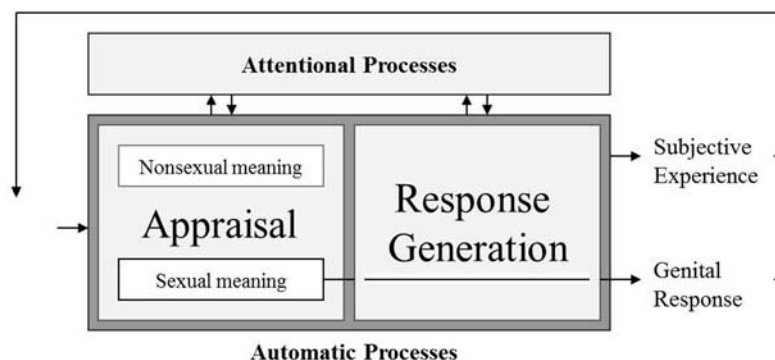 Attentional Processes
Nonsexual meaning
Appraisal
Sexual meaning
Response
Generation
Subjective
Experience
Genital
Response
Automatic Processes